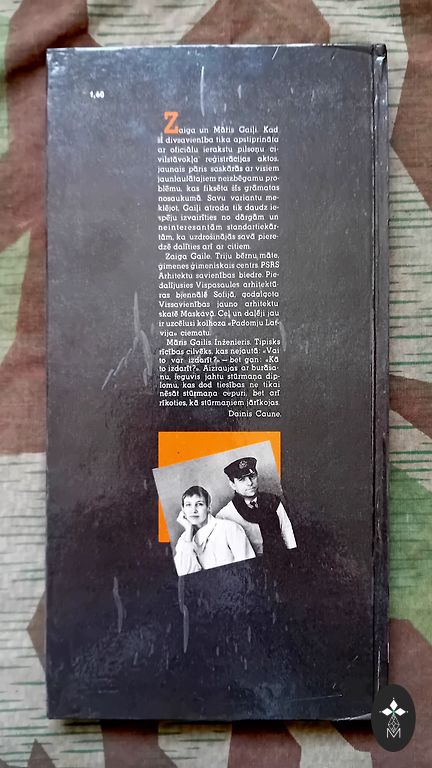 1,60
Zaiga un Māris Gaiļi. Kad
šī divsavienība tika apstiprināta
ar oficiālu ierakstu pilsoņu ci-
vilstāvokļa reģistrācijas aktos,
jaunais pāris saskārās ar visiem
jaunlaulātajiem neizbēgamu pro-
blēmu, kas fiksēta šīs grāmatas
nosaukumā. Savu variantu me-
klējot, Gaiļi atrada tik daudz ie-
spēju izvairīties no dārgām un
neinteresantām standartiekār-
tām, ka uzdrošinājās savā piere-
dzē dalīties arī ar citiem.
Zaiga Gaile. Triju bērnu māte,
ģimenes ģimeniskais centrs. PSRS
Arhitektu savienības biedre. Pie-
dalījusies Vispasaules arhitektū-
ras biennālē Sofijā, godalgota
Vissavienības jauno arhitektu
skatē Maskavā. Ceļ un daļēji jau
ir uzcēlusi kolhoza «Padomju Lat-
vija» ciematu.
Māris Gailis. Inženieris. Tipisks
rīcības cilvēks, kas nejautā: «Vai
to var izdarīt?» — bet gan: «Kā
to izdarīt?». Aizraujas ar burāša-
nu, ieguvis jahtu stūrmaņa dip-
lomu, kas dod tiesības ne tikai
nēsāt stūrmaņa cepuri, bet arī
rīkoties, kā stūrmaņiem jārīkojas.
Dainis Caune.
M